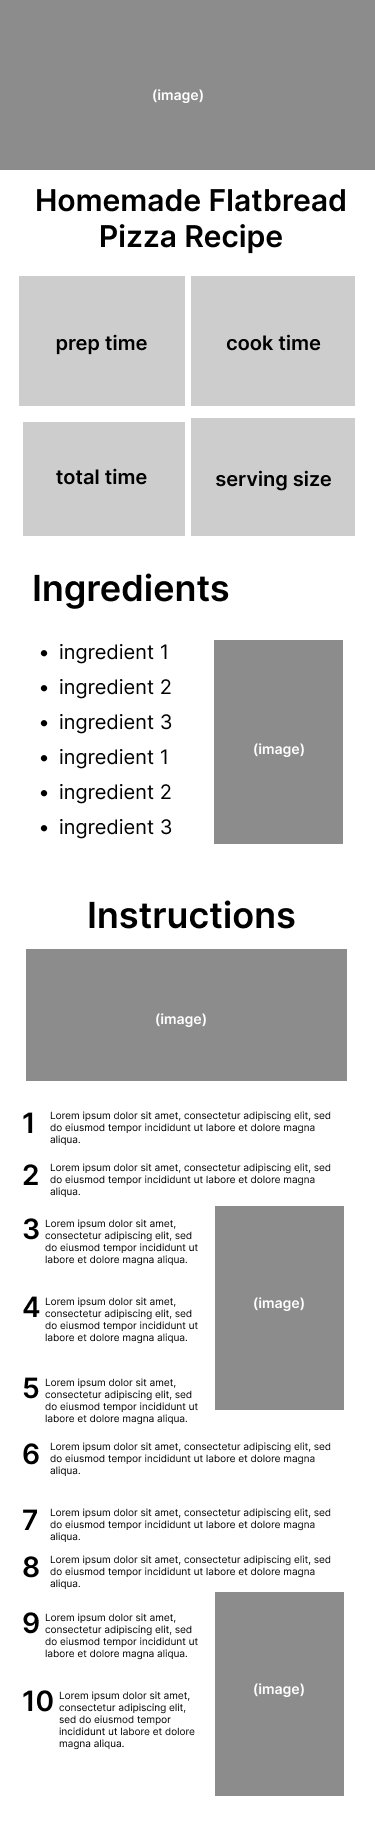 (image)
Homemade Flatbread
Pizza Recipe
prep time
cook time
total time
serving size
Ingredients
• ingredient 1
• ingredient 2
• ingredient 3
• ingredient 1
• ingredient 2
• ingredient 3
(image)
Instructions
(image)
1 Lorem ipsum dolor sit amet, consectetur adipiscing elit, sed
do eiusmod tempor incididunt ut labore et dolore magna
aliqua.
2 Lorem ipsum dolor sit amet, consectetur adipiscing elit, sed
do eiusmod tempor incididunt ut labore et dolore magna
aliqua.
3 Lorem ipsum dolor sit amet,
consectetur adipiscing elit, sed
do eiusmod tempor incididunt ut
labore et dolore magna aliqua.
(image)
4 Lorem ipsum dolor sit amet,
consectetur adipiscing elit, sed
do eiusmod tempor incididunt ut
labore et dolore magna aliqua.
5 Lorem ipsum dolor sit amet,
consectetur adipiscing elit, sed
do eiusmod tempor incididunt ut
labore et dolore magna aliqua.
6 Lorem ipsum dolor sit amet, consectetur adipiscing elit, sed
do eiusmod tempor incididunt ut labore et dolore magna
aliqua.
7 Lorem ipsum dolor sit amet, consectetur adipiscing elit, sed
do eiusmod tempor incididunt ut labore et dolore magna
aliqua.
8 Lorem ipsum dolor sit amet, consectetur adipiscing elit, sed
do eiusmod tempor incididunt ut labore et dolore magna
aliqua.
9 Lorem ipsum dolor sit amet,
consectetur adipiscing elit, sed
do eiusmod tempor incididunt ut
labore et dolore magna aliqua.
(image)
10 Lorem ipsum dolor sit amet,
consectetur adipiscing elit,
sed do eiusmod tempor
incididunt ut labore et dolore
magna aliqua.